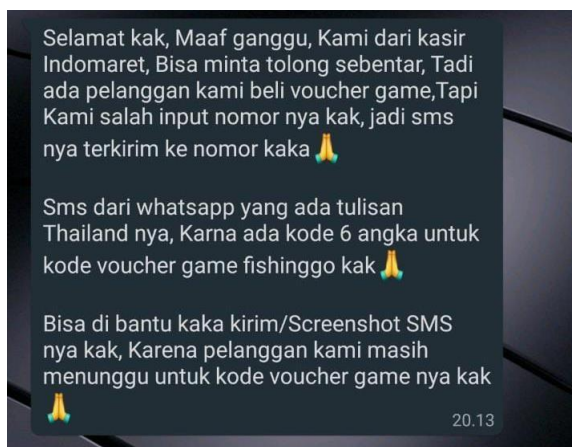 Selamat kak, Maaf ganggu, Kami dari kasir
Indomaret, Bisa minta tolong sebentar, Tadi
ada pelanggan kami beli voucher game,Tapi
Kami salah input nomor nya kak, jadi sms
nya terkirim ke nomor kaka🙏
Sms dari whatsapp yang ada tulisan
Thailand nya, Karna ada kode 6 angka untuk
kode voucher game fishinggo kak🙏
Bisa di bantu kaka kirim/Screenshot SMS
nya kak, Karena pelanggan kami masih
menunggu untuk kode voucher game nya kak
🙏
20.13